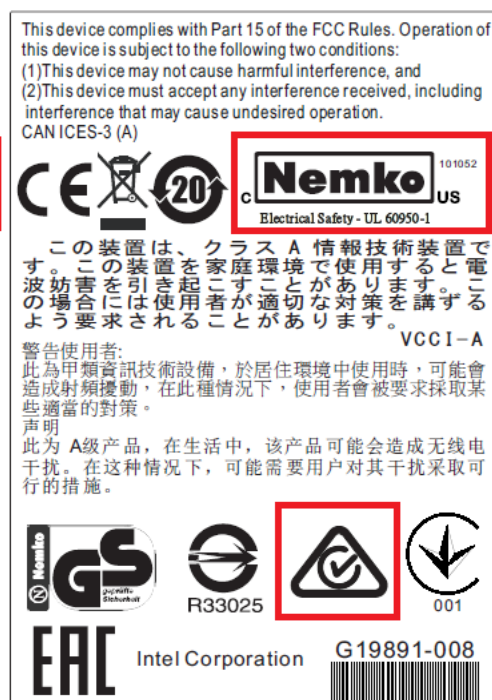 This device complies with Part 15 of the FCC Rules. Operation of
this device is subject to the following two conditions:
(1)This device may not cause harmful interference, and
(2)This device must accept any interference received, including
interference that may cause undesired operation.
CAN ICES-3 (A)
CE 20 C Nemko US 101052
Electrical Safety - UL 60950-1
この装置は、クラス A 情報技術装置で
す。この装置を家庭環境で使用すると電
波妨害を引き起こすことがあります。こ
の場合には使用者が適切な対策を講ずる
よう要求されることがあります。
VCCI-A
警告使用者:
此為甲類資訊技術設備，於居住環境中使用時，可能會
造成射頻擾動，在此種情況下，使用者會被要求採取某
些適當的對策。
声明
此为 A级产品，在生活中，该产品可能会造成无线电
干扰。在这种情况下，可能需要用户对其干扰采取可
行的措施。
N Nemko GS geprüfte Sicherheit
R33025
001
EAC Intel Corporation G19891-008